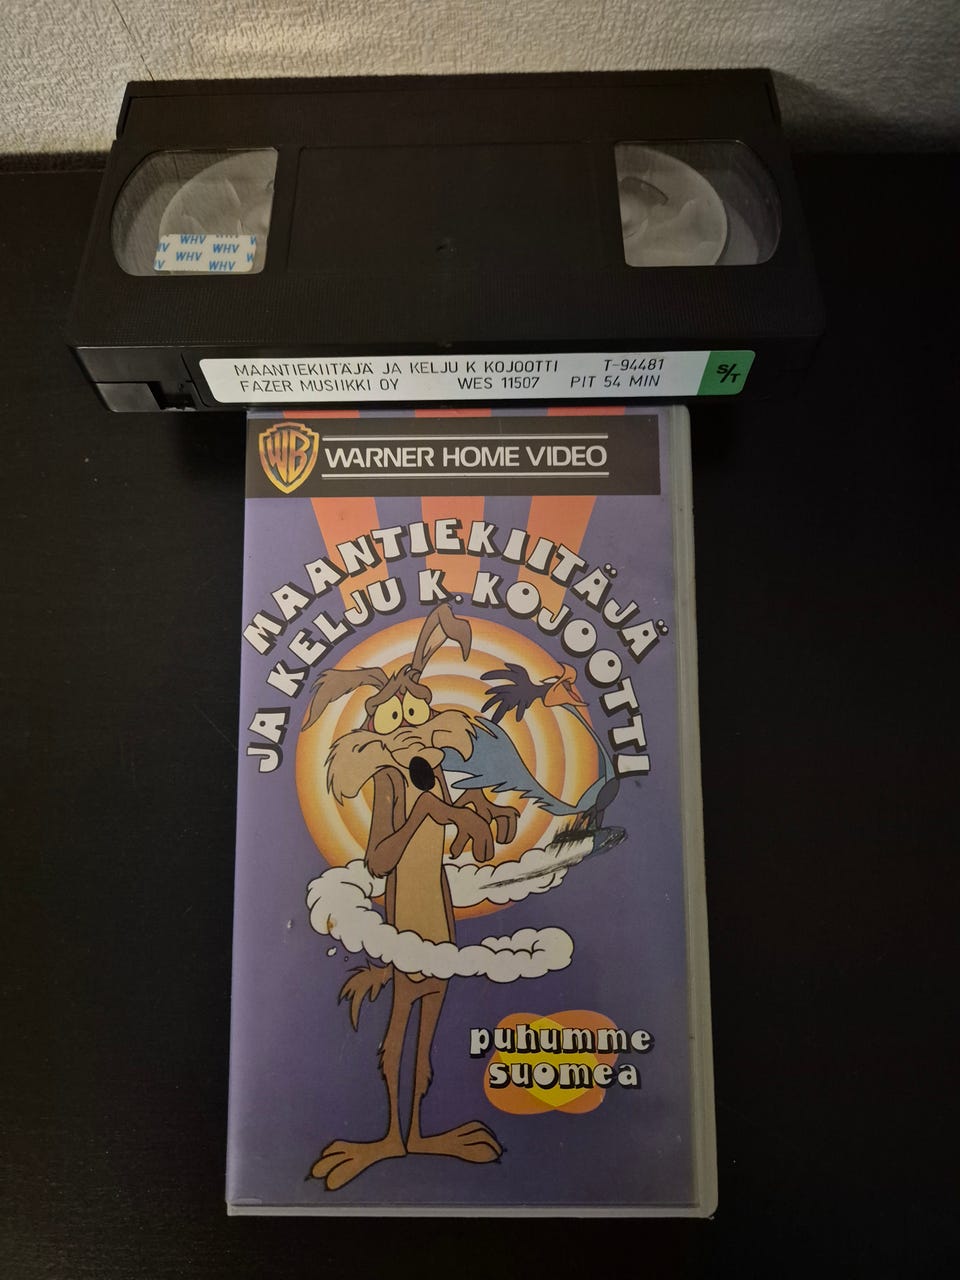 WHV
WHV WHV
WHV
MAANTIEKIITÄJÄ JA KELJU K KOJOOTTI T-94481
FAZER MUSIIKKI OY WES 11507 PIT 54 MIN
S/T
WB WARNER HOME VIDEO
MAANTIEKIITÄJÄ
JA KELJU K. KOJOOTTI
puhumme
suomea